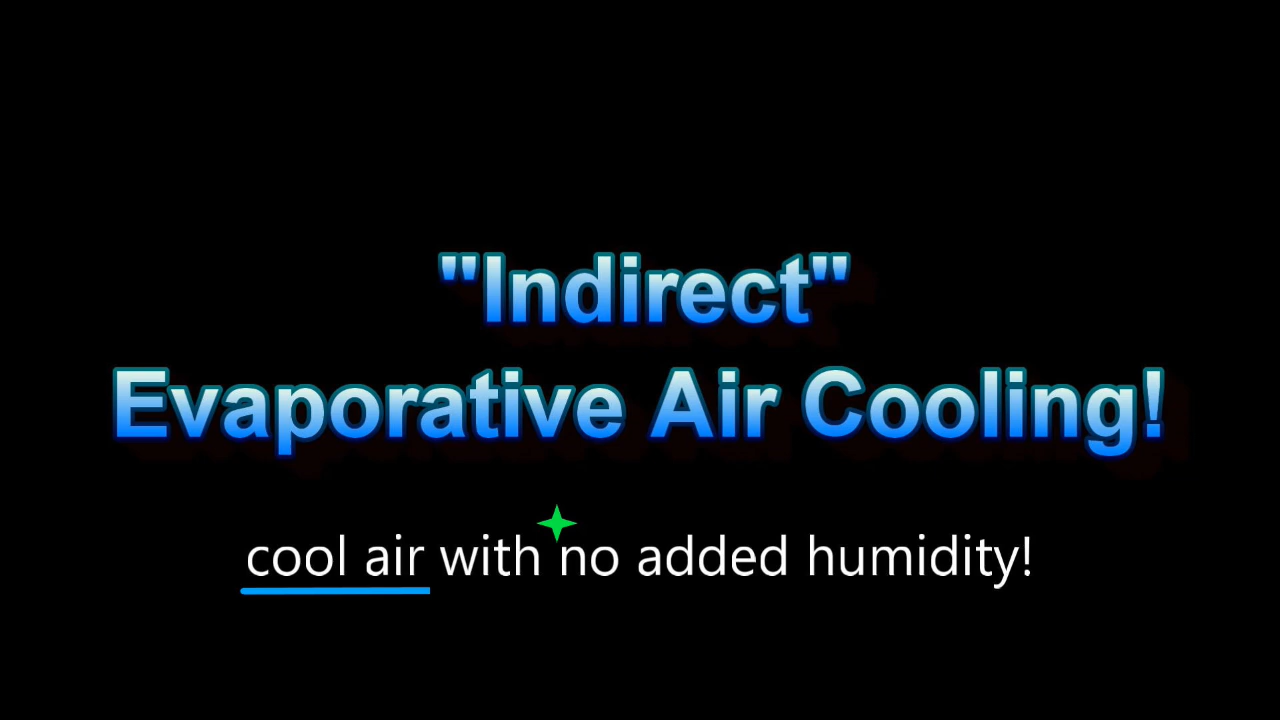 "Indirect"
Evaporative Air Cooling!
cool air with no added humidity!